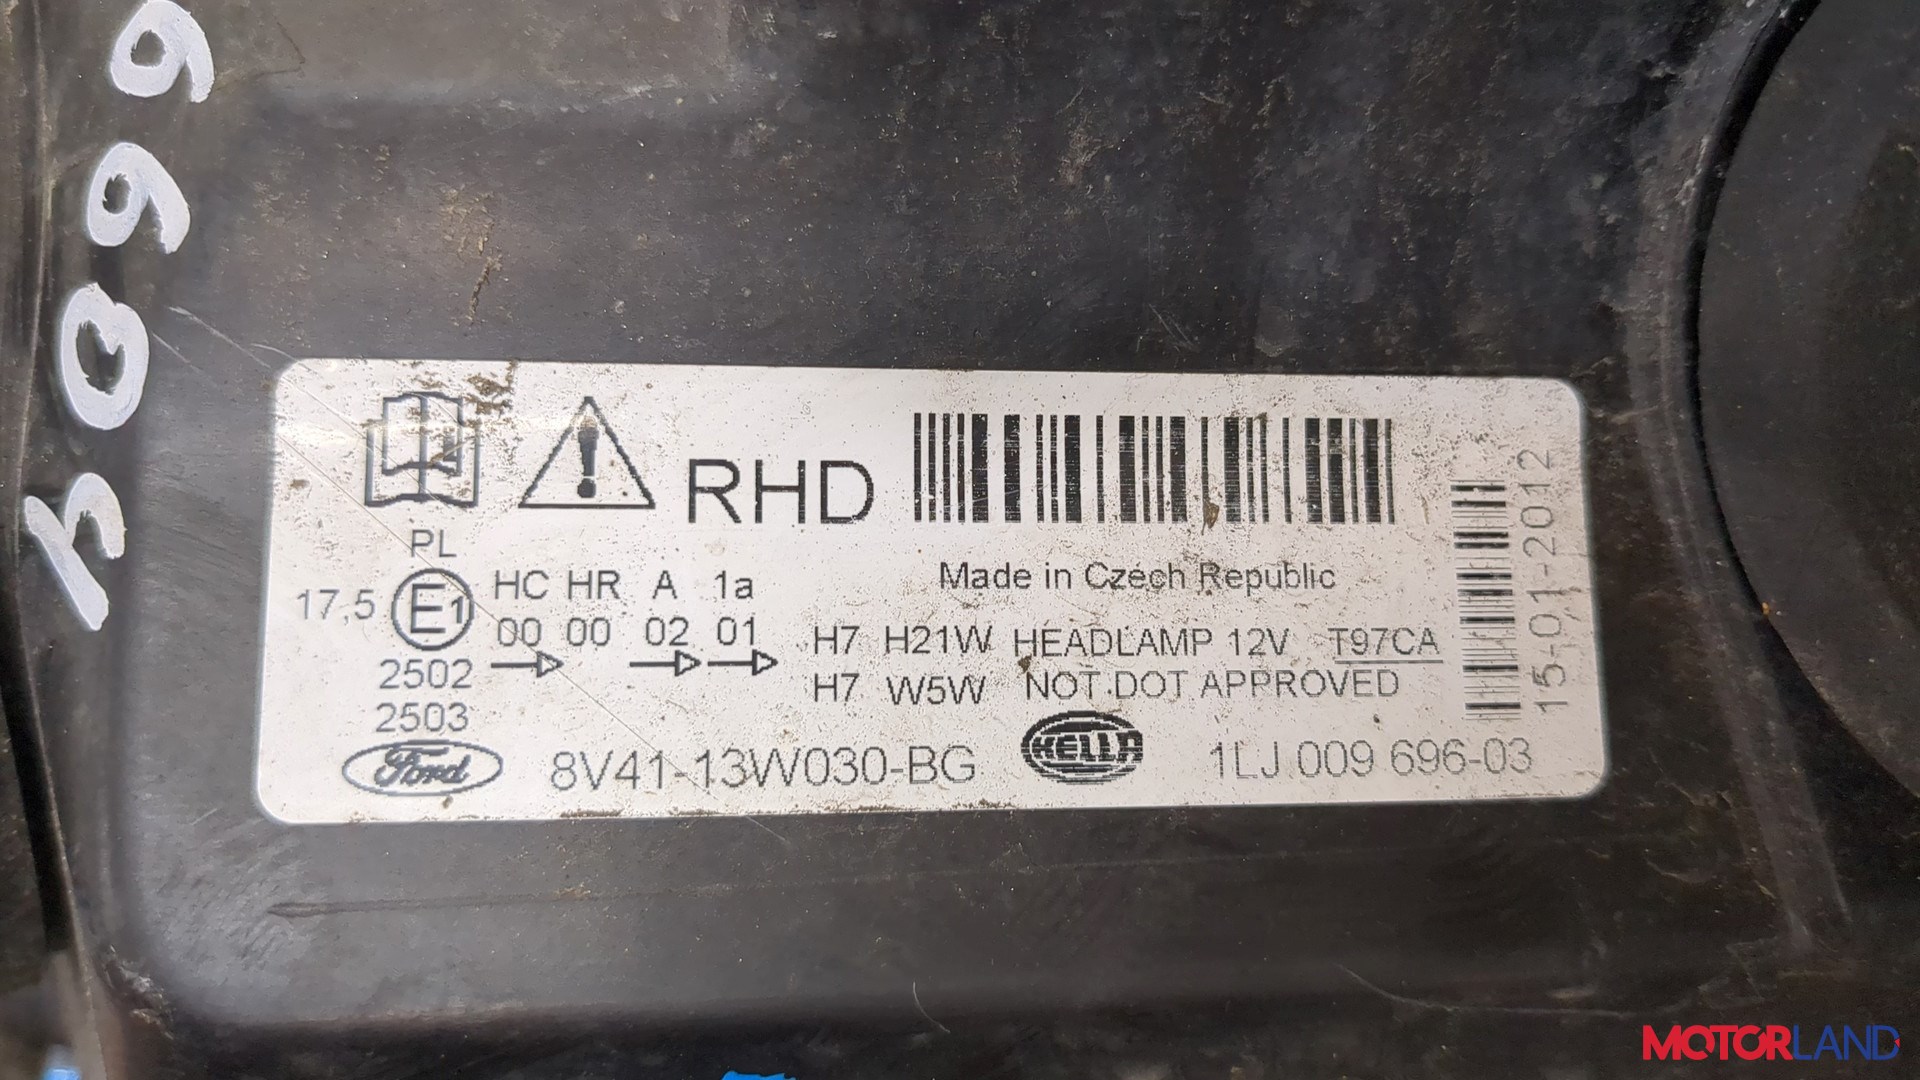 6604
RHD
PL
17,5 E1 HC HR A 1a
00 00 02 01
2502
2503
Made in Czech Republic
H7 H21W HEADLAMP 12V T97CA
H7 W5W NOT DOT APPROVED
15-01-2012
Ford 8V41-13W030-BG HELLA 1LJ 009 696-03
MOTORLAND